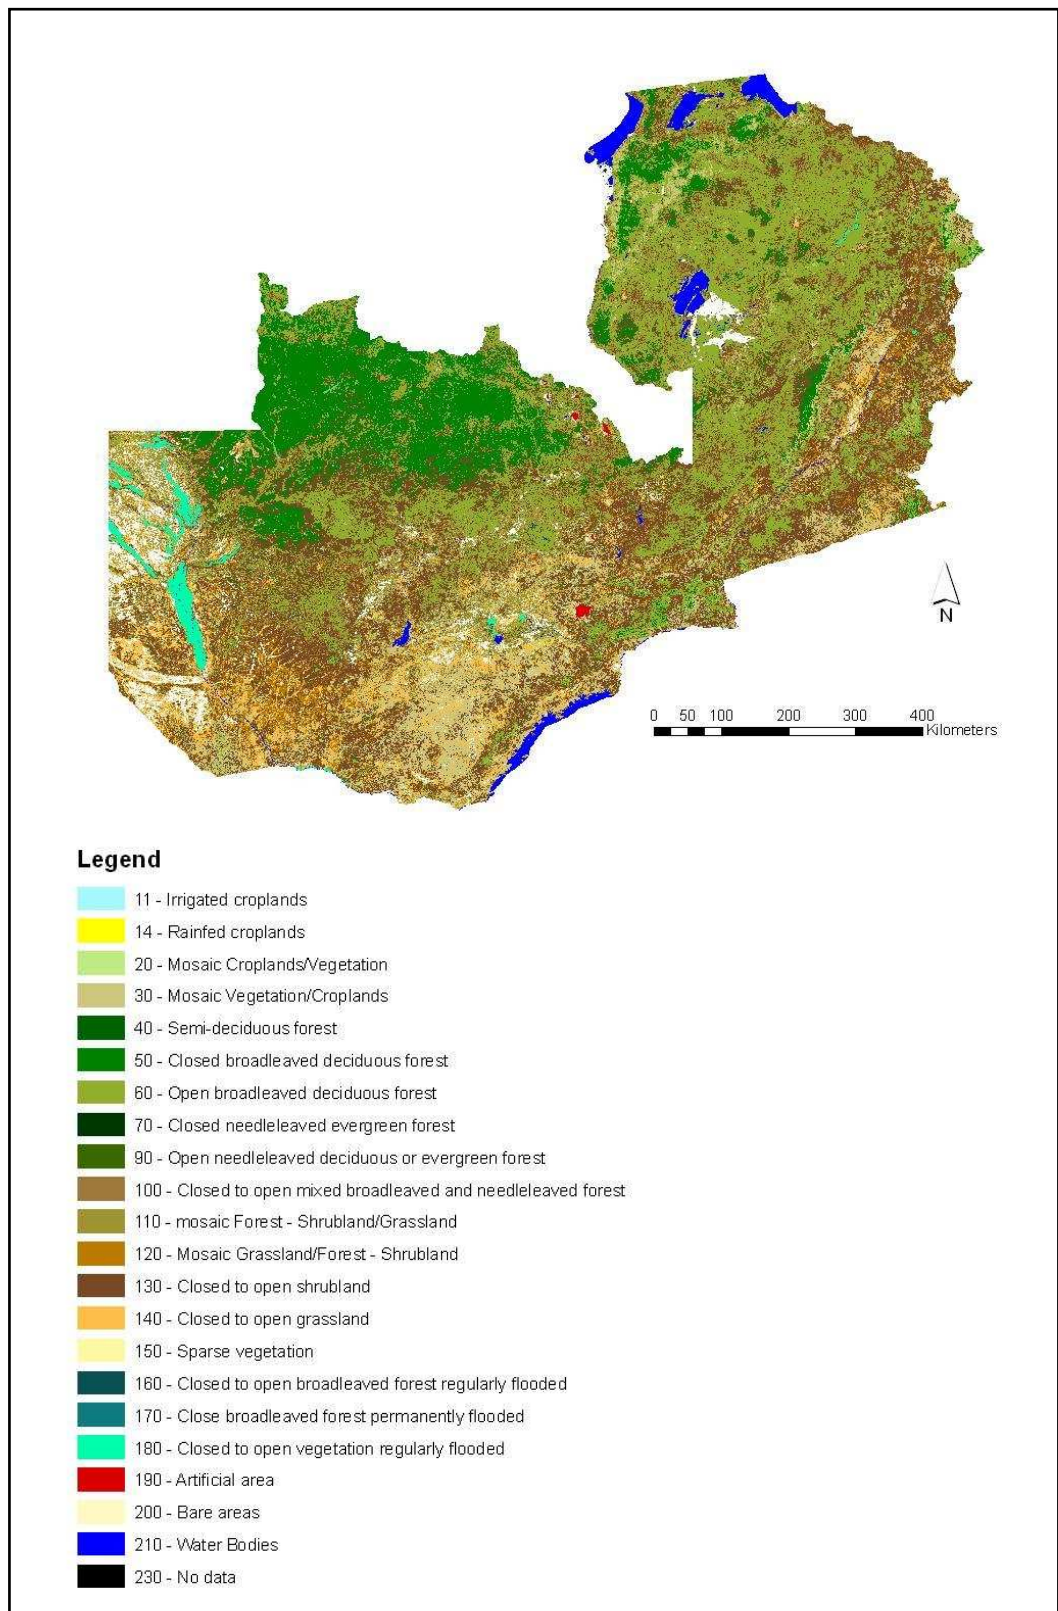 N
0 50 100 200 300 400
Kilometers
Legend
11 - Irrigated croplands
14 - Rainfed croplands
20 - Mosaic Croplands/Vegetation
30 - Mosaic Vegetation/Croplands
40 - Semi-deciduous forest
50 - Closed broadleaved deciduous forest
60 - Open broadleaved deciduous forest
70 - Closed needleleaved evergreen forest
90 - Open needleleaved deciduous or evergreen forest
100 - Closed to open mixed broadleaved and needleleaved forest
110 - mosaic Forest - Shrubland/Grassland
120 - Mosaic Grassland/Forest - Shrubland
130 - Closed to open shrubland
140 - Closed to open grassland
150 - Sparse vegetation
160 - Closed to open broadleaved forest regularly flooded
170 - Close broadleaved forest permanently flooded
180 - Closed to open vegetation regularly flooded
190 - Artificial area
200 - Bare areas
210 - Water Bodies
230 - No data